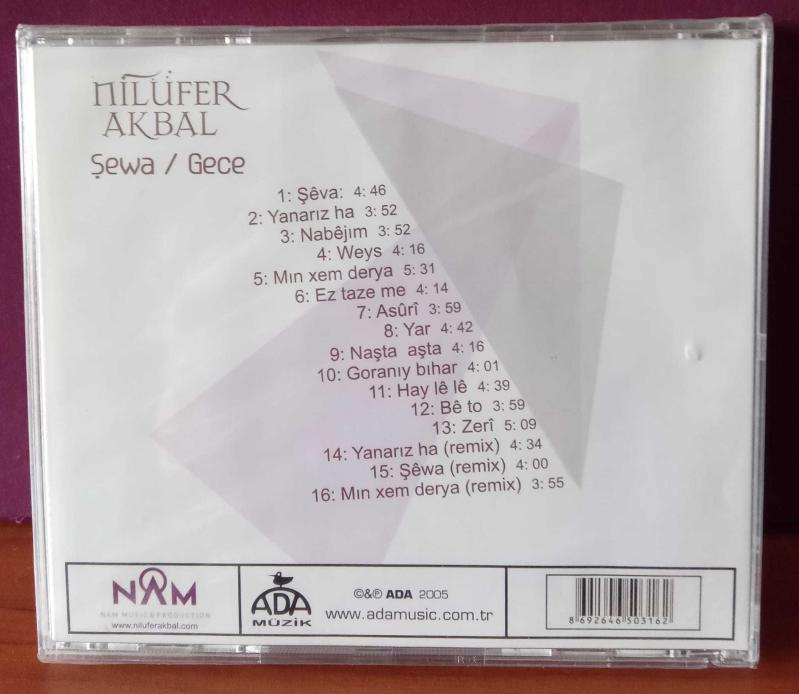 NİLÜFER
AKBAL
Şewa / Gece
1: Şêva: 4: 46
2: Yanarız ha 3: 52
3: Nabêjım 3: 52
4: Weys 4: 16
5: Mın xem derya 5: 31
6: Ez taze me 4: 14
7: Asûrî 3: 59
8: Yar 4: 42
9: Naşta aşta 4: 16
10: Goranıy bıhar 4: 01
11: Hay lê lê 4: 39
12: Bê to 3: 59
13: Zerî 5: 09
14: Yanarız ha (remix) 4: 34
15: Şêwa (remix) 4: 00
16: Mın xem derya (remix) 3: 55
NAM
NAM MUSIC & PRODUCTION
www.niluferakbal.com
ADA
MÜZİK
©&℗ ADA 2005
www.adamusic.com.tr
8 692646 503162